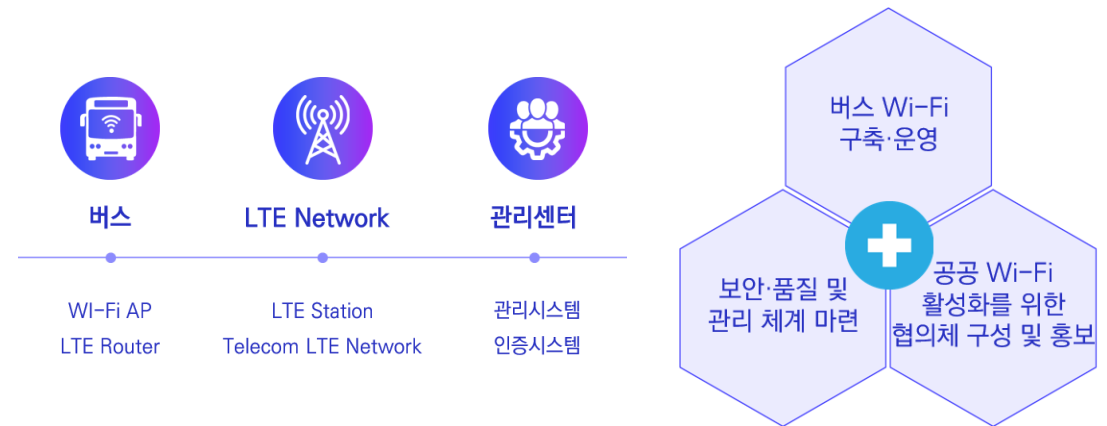 버스
LTE Network
관리센터
WI-Fi AP
LTE Station
관리시스템
LTE Router
Telecom LTE Network
인증시스템
버스 Wi-Fi
구축·운영
보안·품질 및
관리 체계 마련
공공 Wi-Fi
활성화를 위한
협의체 구성 및 홍보